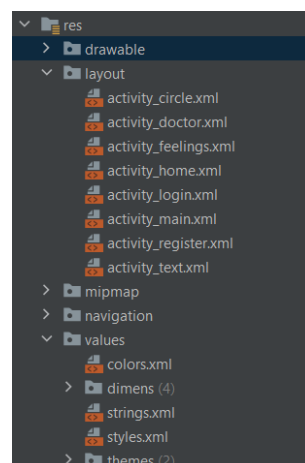 res
drawable
layout
activity_circle.xml
activity_doctor.xml
activity_feelings.xml
activity_home.xml
activity_login.xml
activity_main.xml
activity_register.xml
activity_text.xml
mipmap
navigation
values
colors.xml
dimens (4)
strings.xml
styles.xml
themes (2)